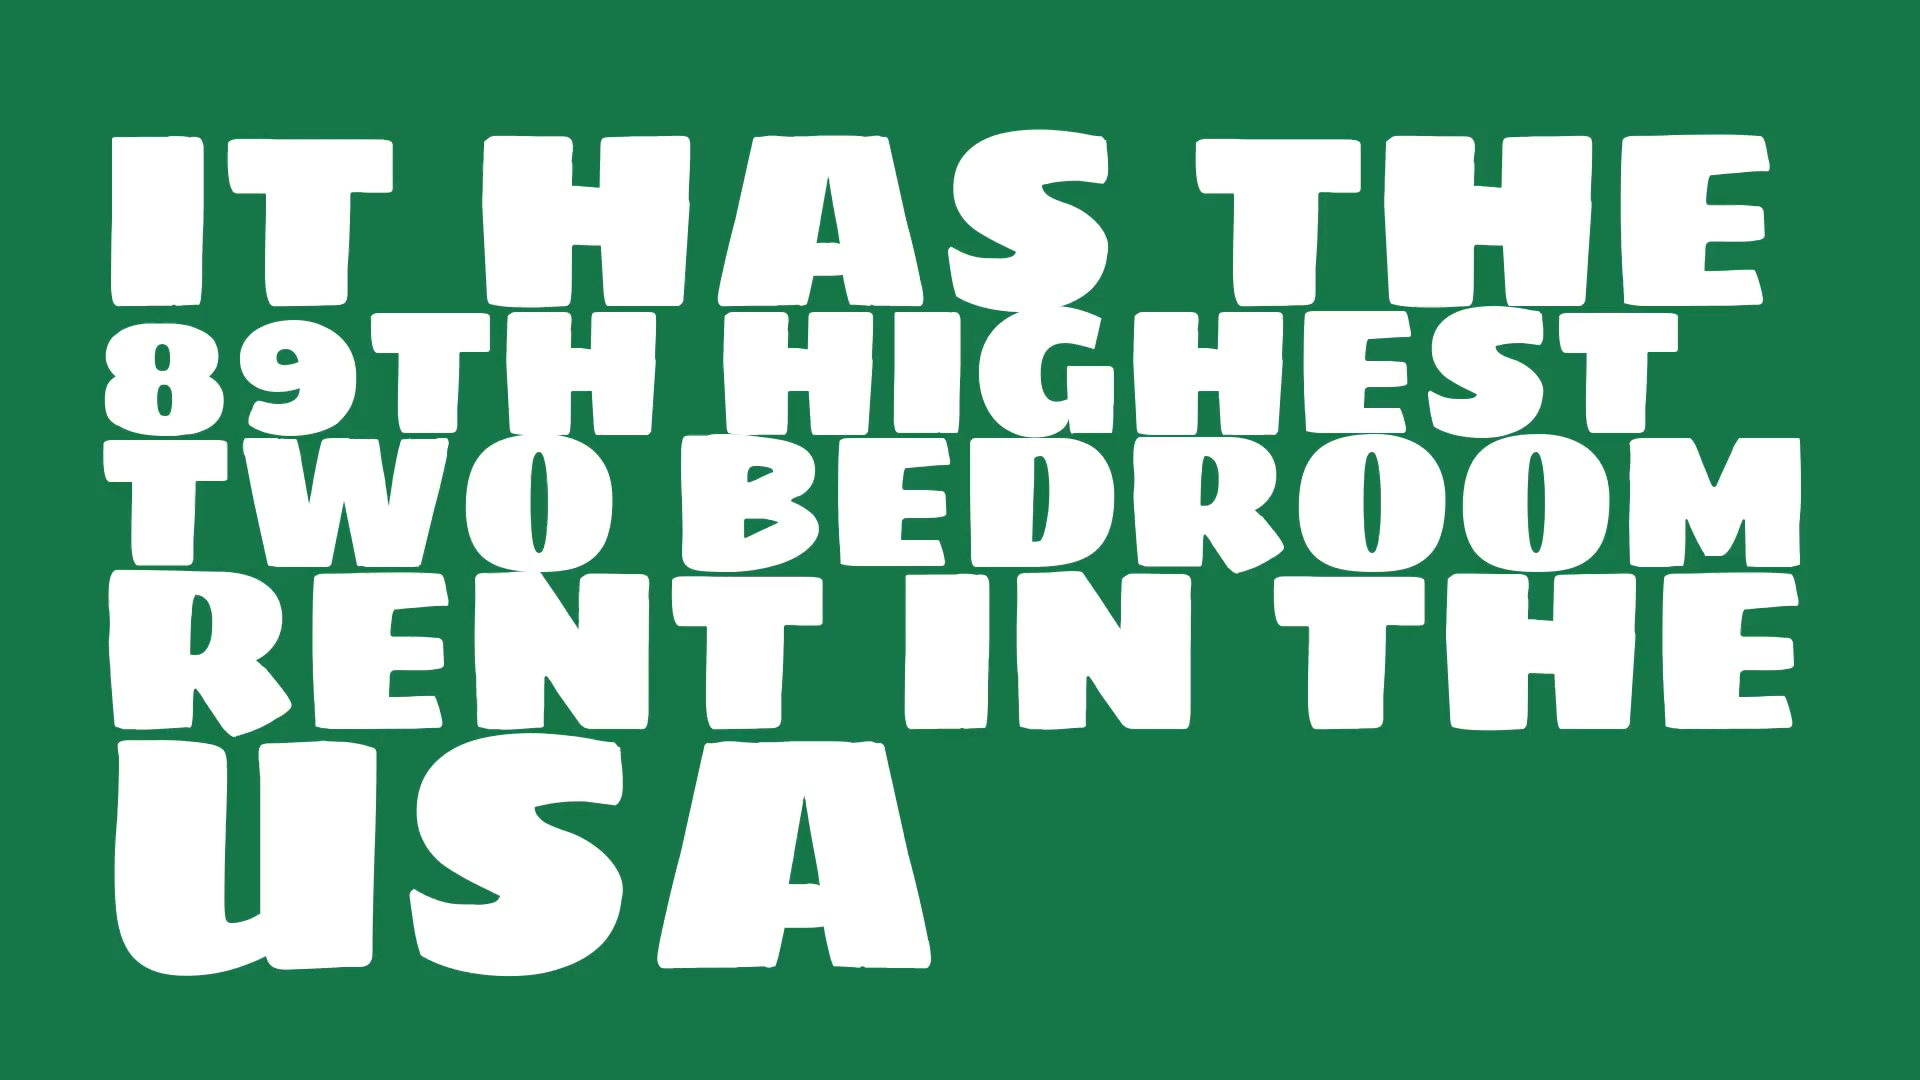 IT HAS THE
89TH HIGHEST
TWO BEDROOM
RENT IN THE
USA